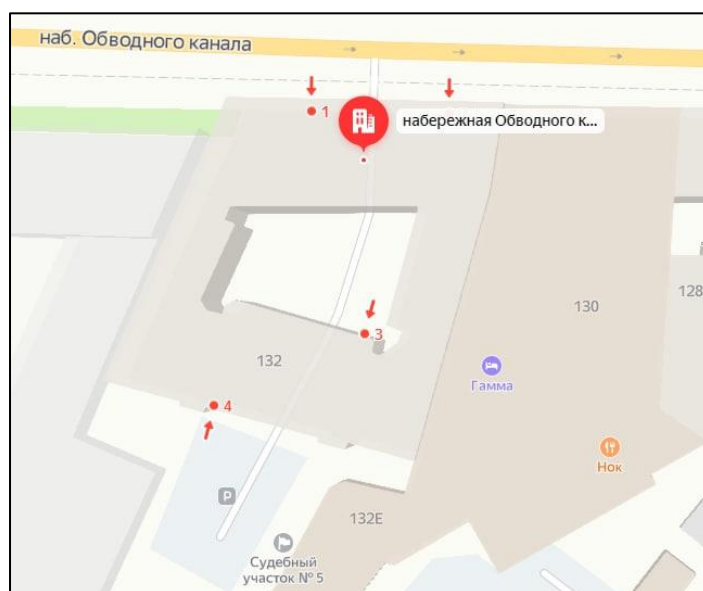 наб. Обводного канала
1
набережная Обводного к...
3
130
128
132
Гамма
4
P
Нок
132Е
Судебный
участок № 5